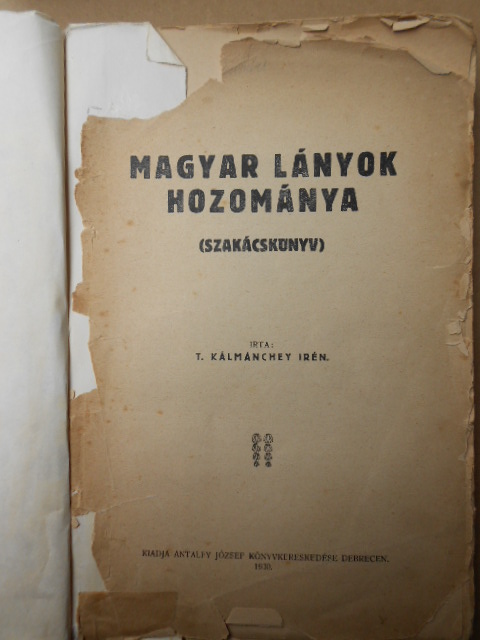 MAGYAR LÁNYOK
HOZOMÁNYA
(SZAKÁCSKÖNYV)
IRTA:
T. KÁLMÁNCHEY IRÉN.
KIADJA ANTALFY JÓZSEF KÖNYVKERESKEDÉSE DEBRECEN.